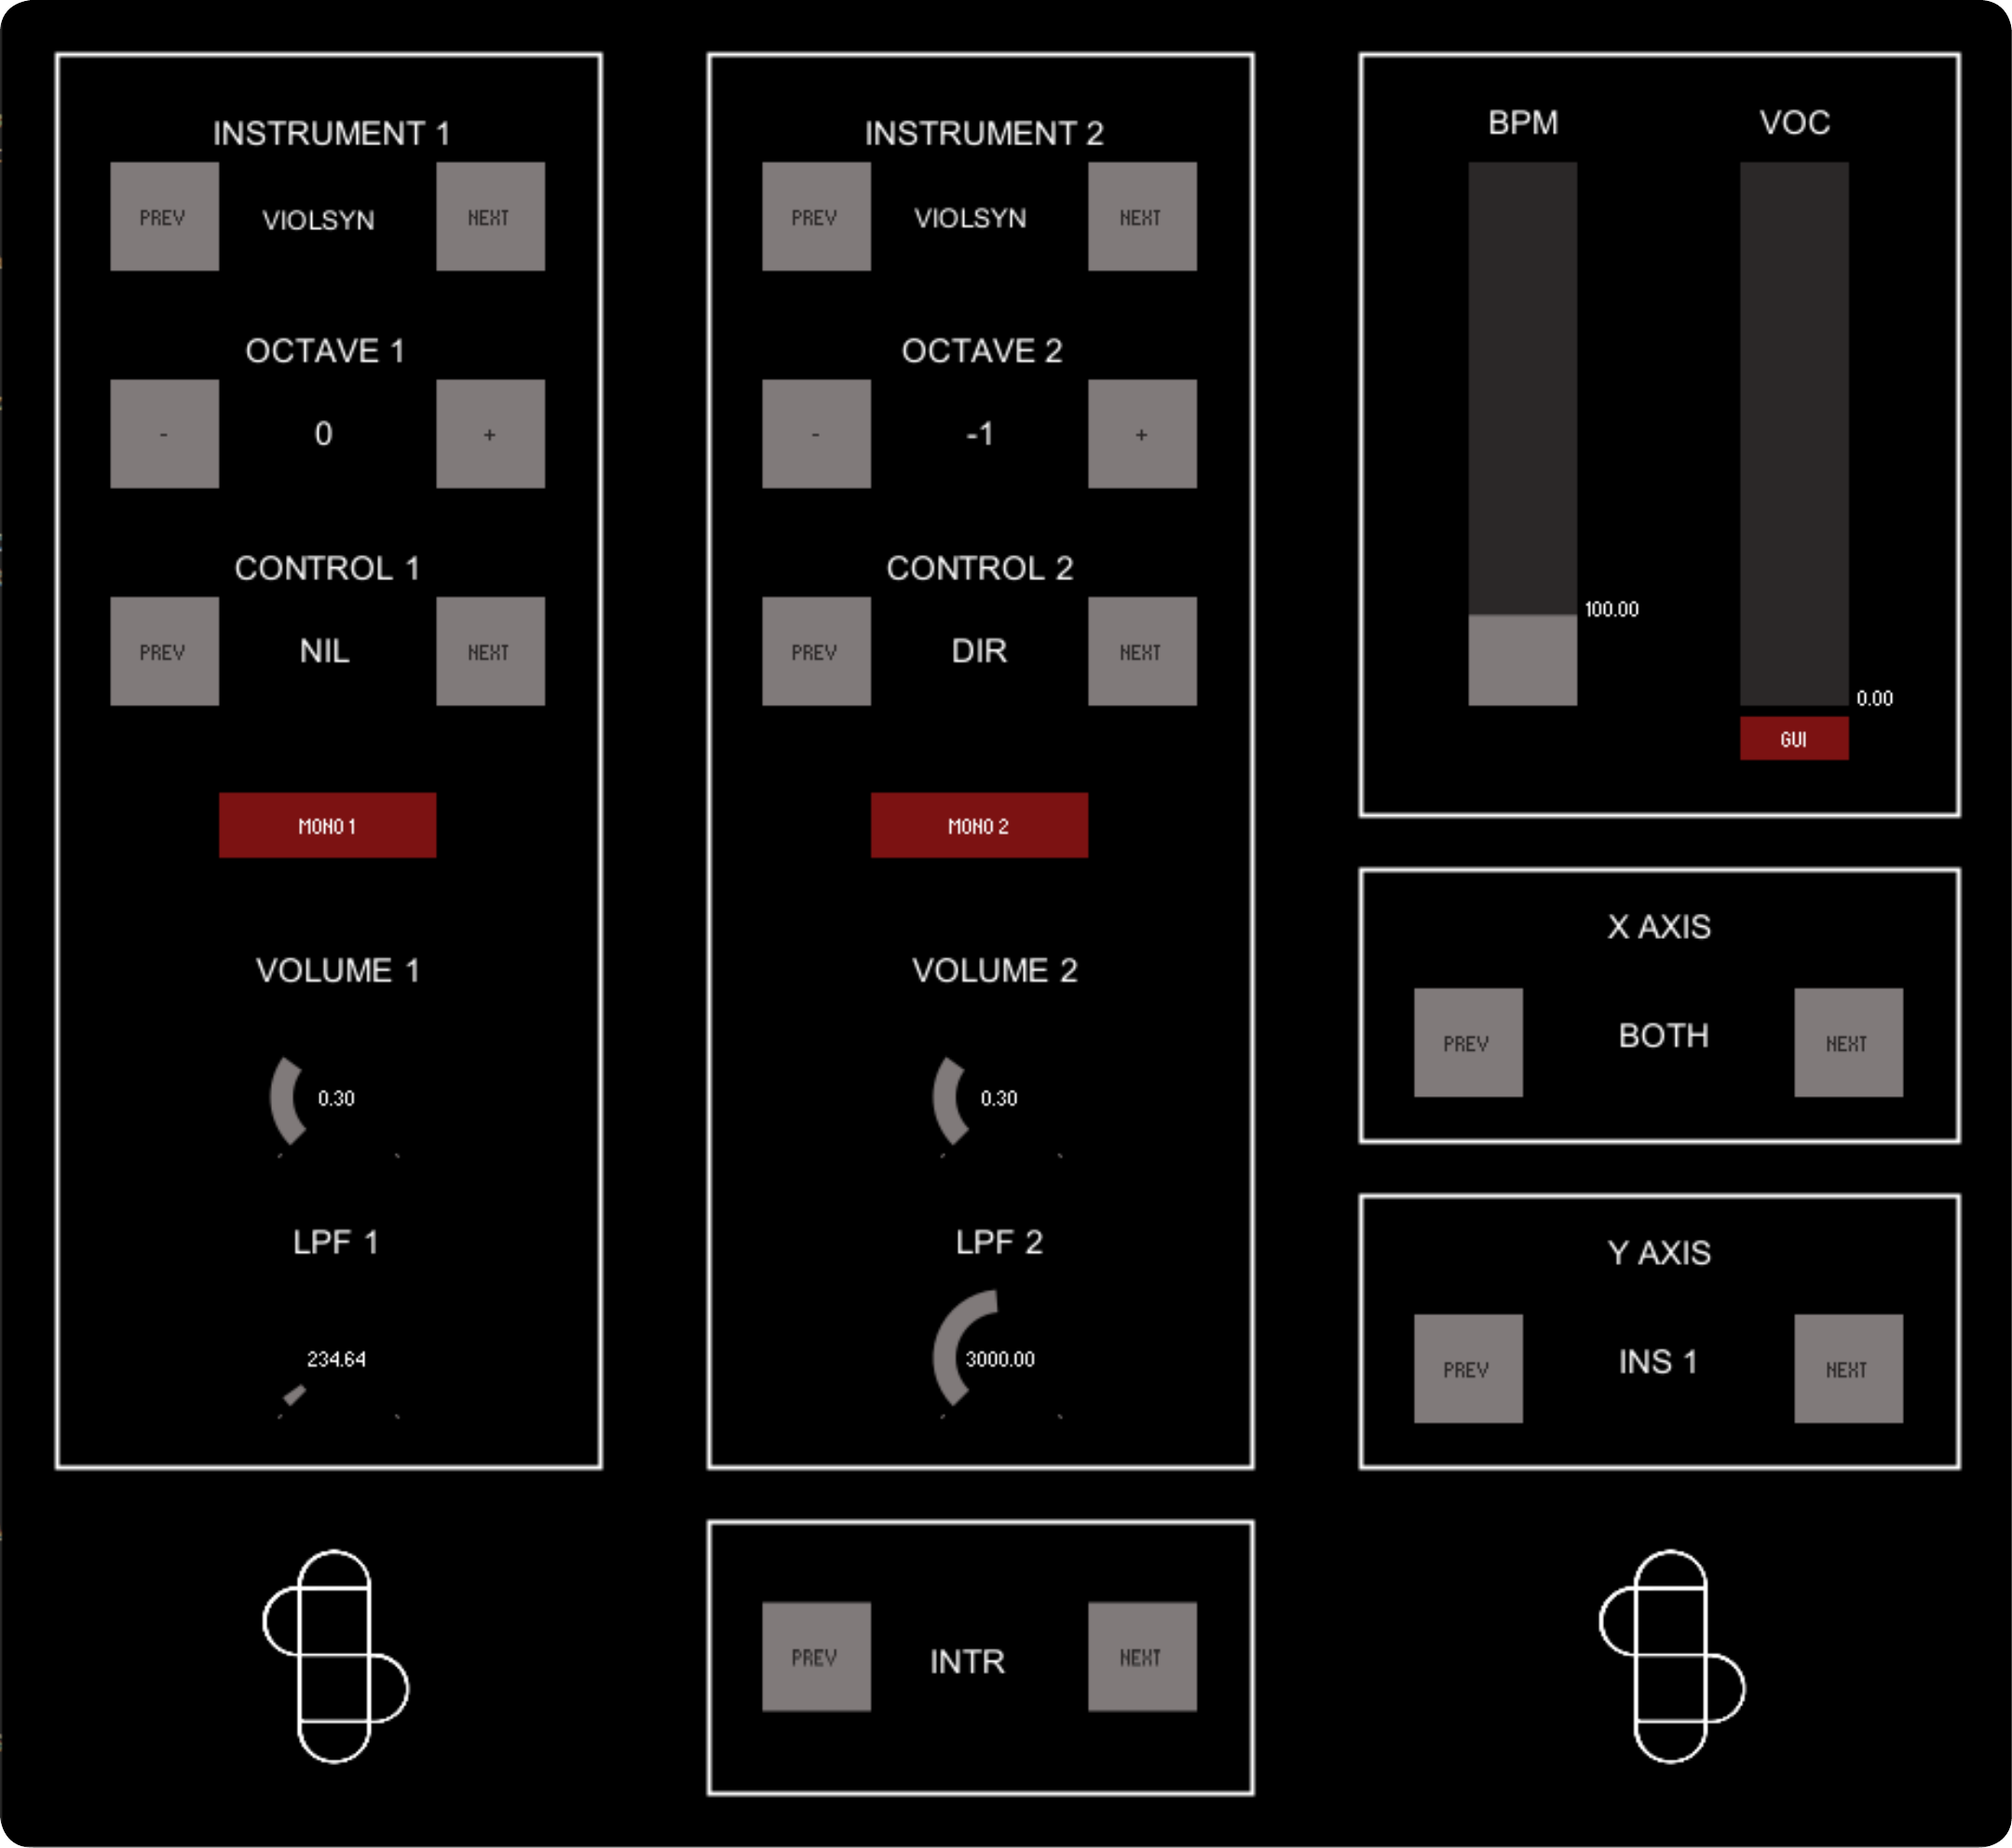 INSTRUMENT 1
PREV VIOLSYN NEXT
OCTAVE 1
- 0 +
CONTROL 1
PREV NIL NEXT
MONO 1
VOLUME 1
0.30
LPF 1
234.64
INSTRUMENT 2
PREV VIOLSYN NEXT
OCTAVE 2
- -1 +
CONTROL 2
PREV DIR NEXT
MONO 2
VOLUME 2
0.30
LPF 2
3000.00
PREV INTR NEXT
BPM VOC
100.00
0.00
GUI
X AXIS
PREV BOTH NEXT
Y AXIS
PREV INS 1 NEXT